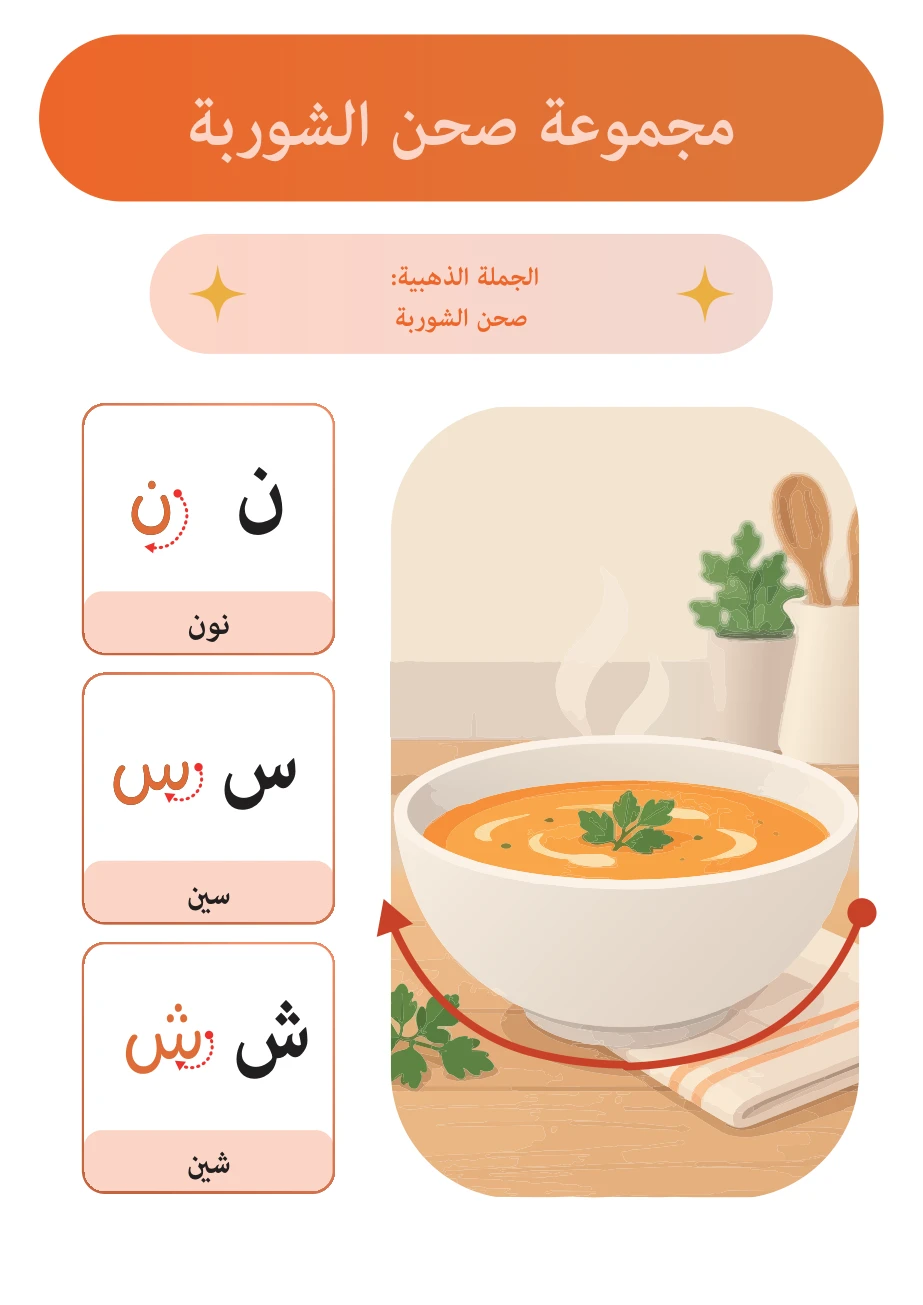 مجموعة صحن الشوربة
الجملة الذهبية:
صحن الشوربة
ن ن
نون
س س
سين
ش ش
شين